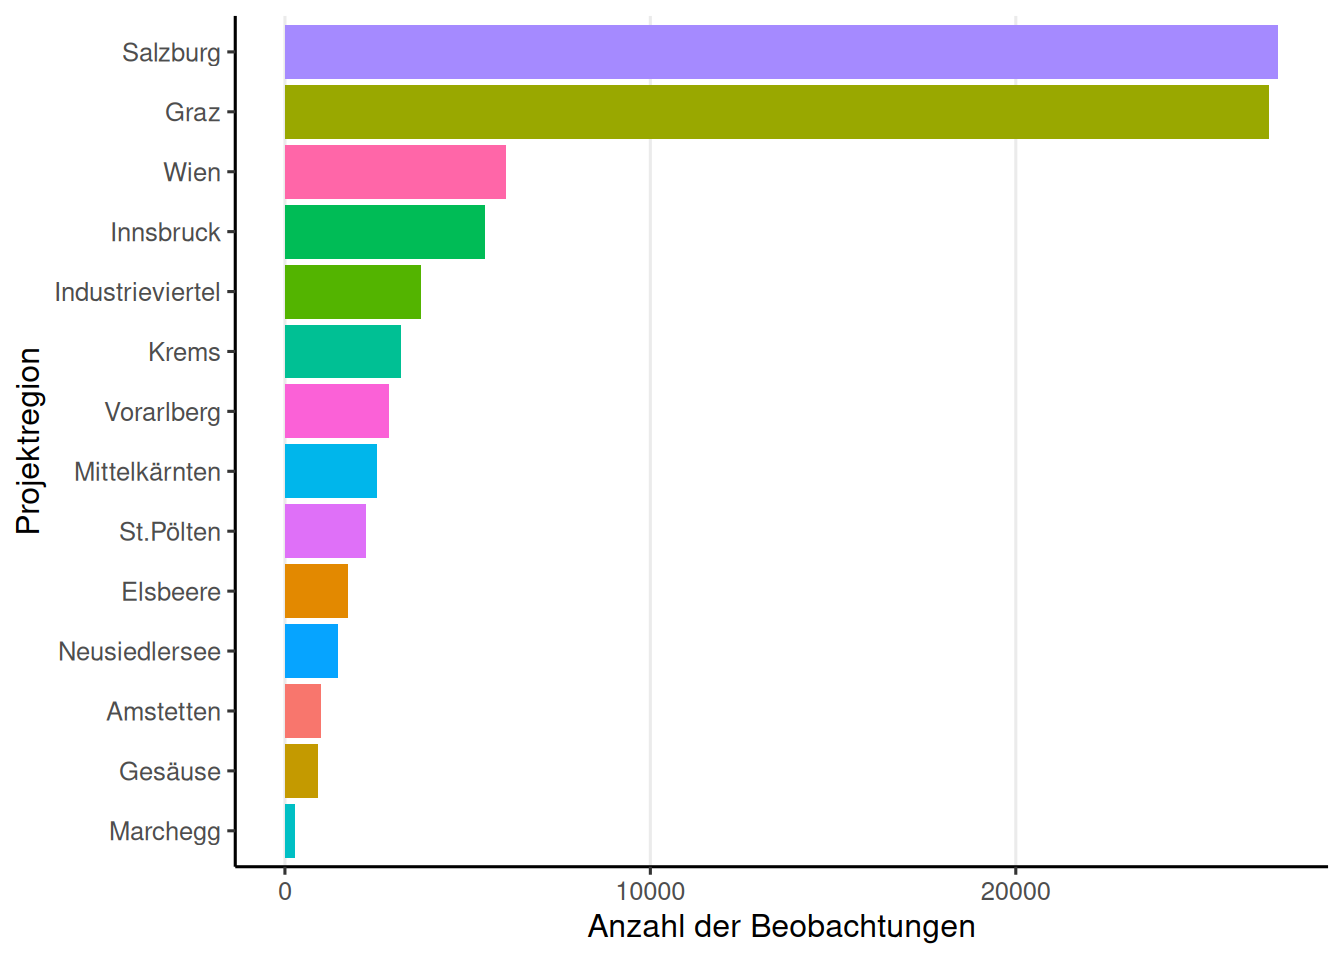 Projektregion
Salzburg
Graz
Wien
Innsbruck
Industrieviertel
Krems
Vorarlberg
Mittelkärnten
St.Pölten
Elsbeere
Neusiedlersee
Amstetten
Gesäuse
Marchegg
0 10000 20000
Anzahl der Beobachtungen